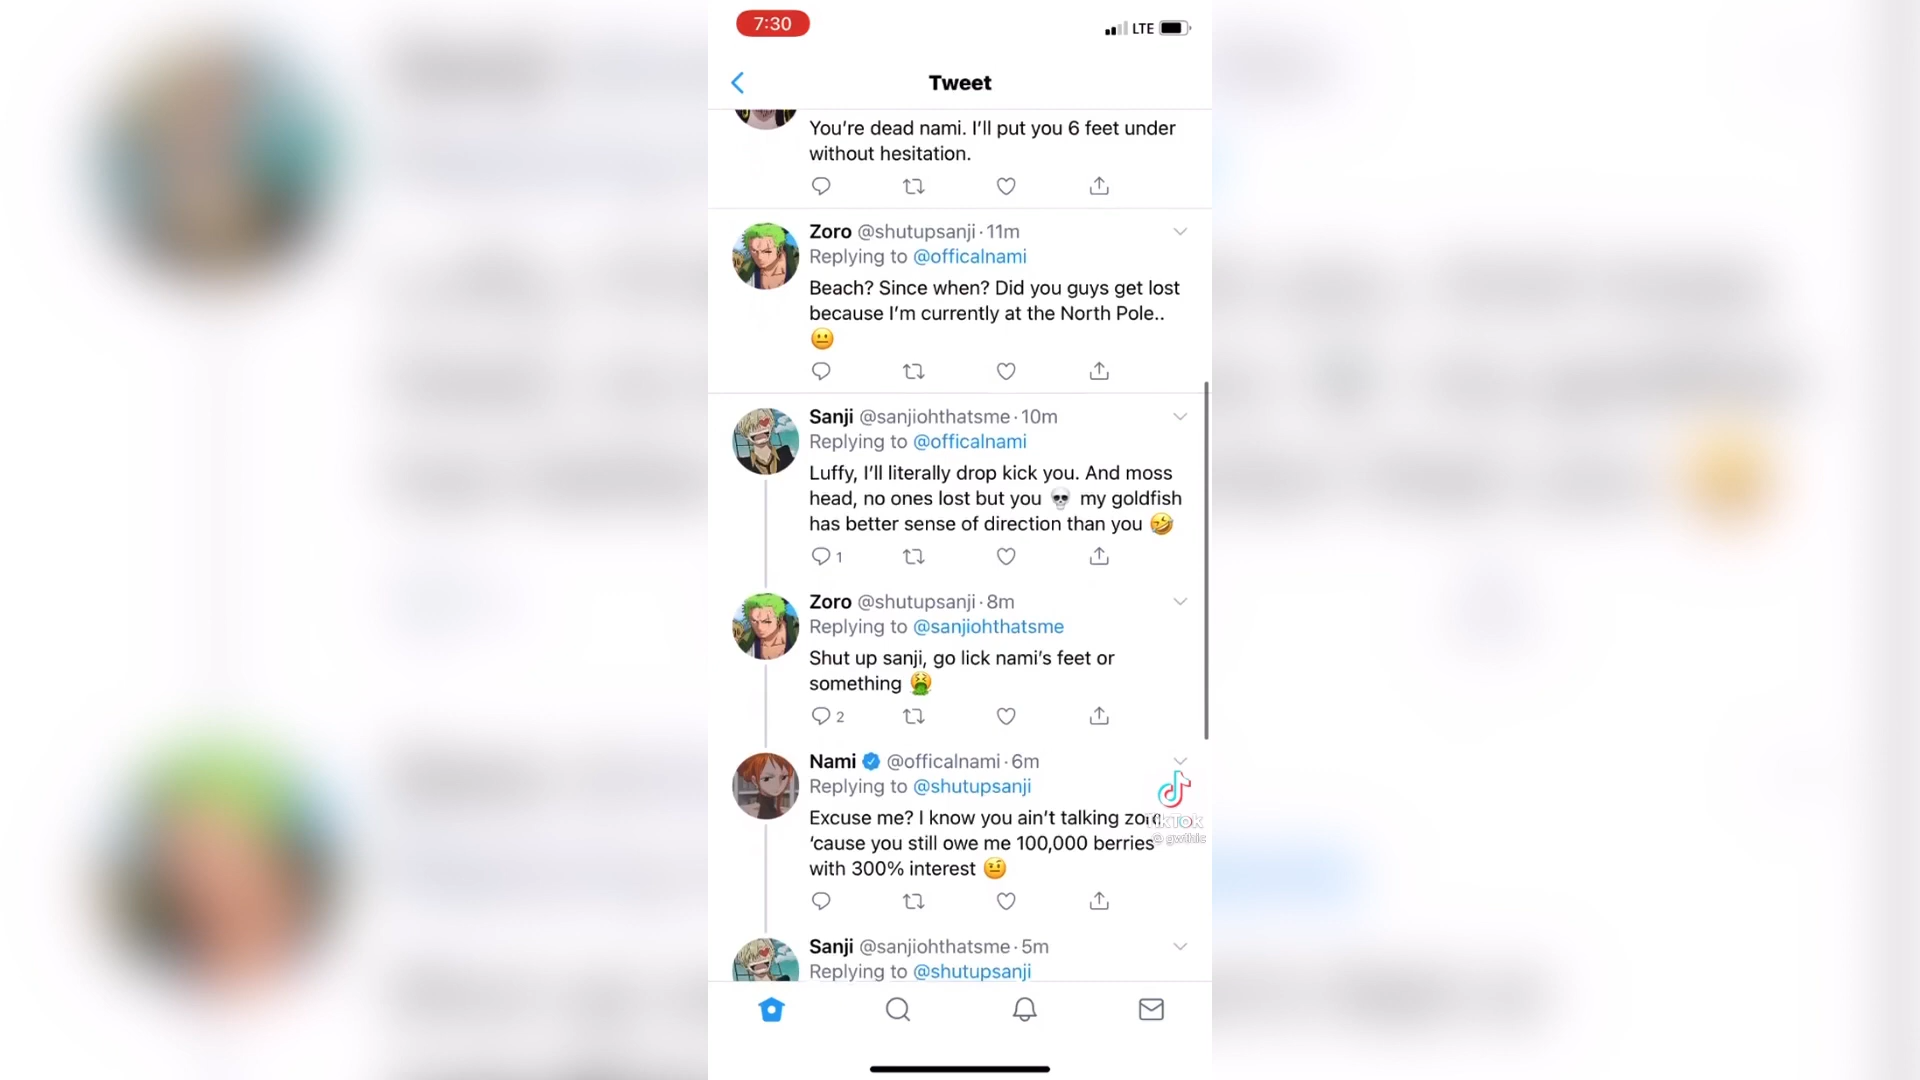 7:30
LTE
Tweet
You’re dead nami. I’ll put you 6 feet under
without hesitation.
Zoro @shutupsanji · 11m
Replying to @officalnami
Beach? Since when? Did you guys get lost
because I’m currently at the North Pole..
😐
Sanji @sanjiohthatsme · 10m
Replying to @officalnami
Luffy, I’ll literally drop kick you. And moss
head, no ones lost but you 💀 my goldfish
has better sense of direction than you 🤣
1
Zoro @shutupsanji · 8m
Replying to @sanjiohthatsme
Shut up sanji, go lick nami’s feet or
something 🤮
2
Nami @officalnami · 6m
Replying to @shutupsanji
Excuse me? I know you ain’t talking zoro
‘cause you still owe me 100,000 berries
with 300% interest 🤨
TikTok
@gwthic
Sanji @sanjiohthatsme · 5m
Replying to @shutupsanji